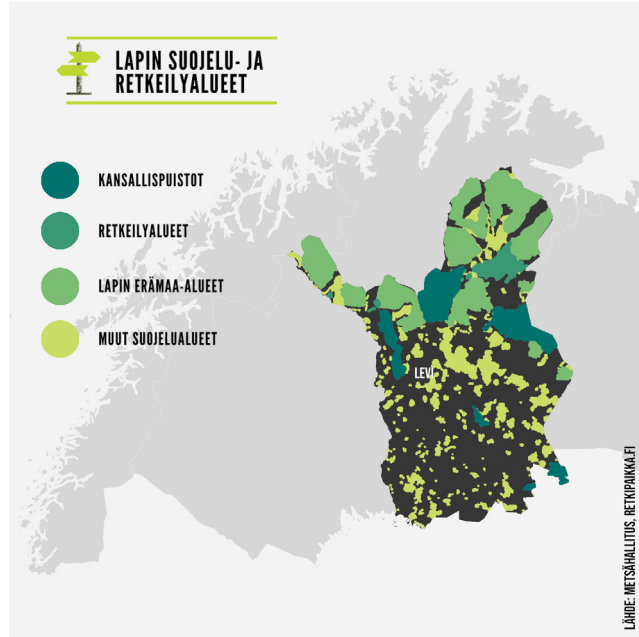 LAPIN SUOJELU- JA
RETKEILYALUEET
KANSALLISPUISTOT
RETKEILYALUEET
LAPIN ERÄMAA-ALUEET
MUUT SUOJELUALUEET
LEVI
LÄHDE: METSÄHALLITUS, RETKIPAIKKA.FI